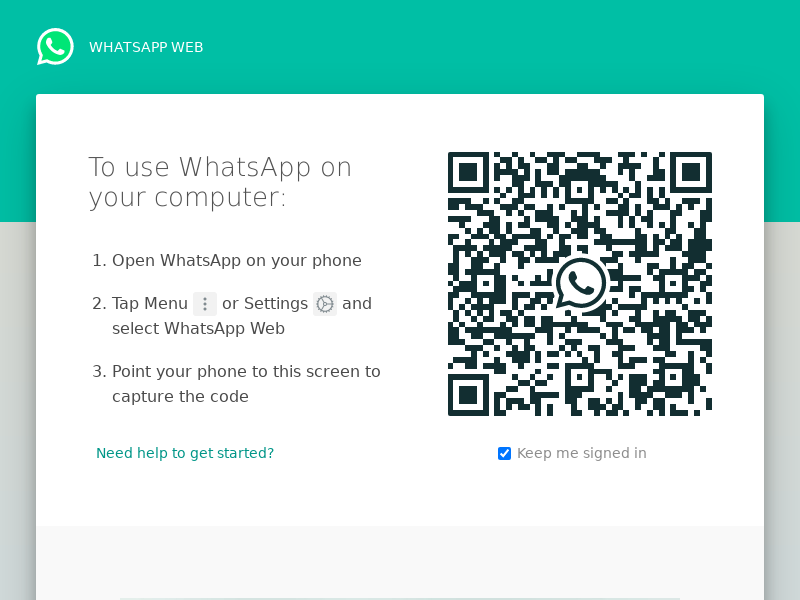 WHATSAPP WEB
To use WhatsApp on
your computer:
1. Open WhatsApp on your phone
2. Tap Menu or Settings and
select WhatsApp Web
3. Point your phone to this screen to
capture the code
Need help to get started?
Keep me signed in